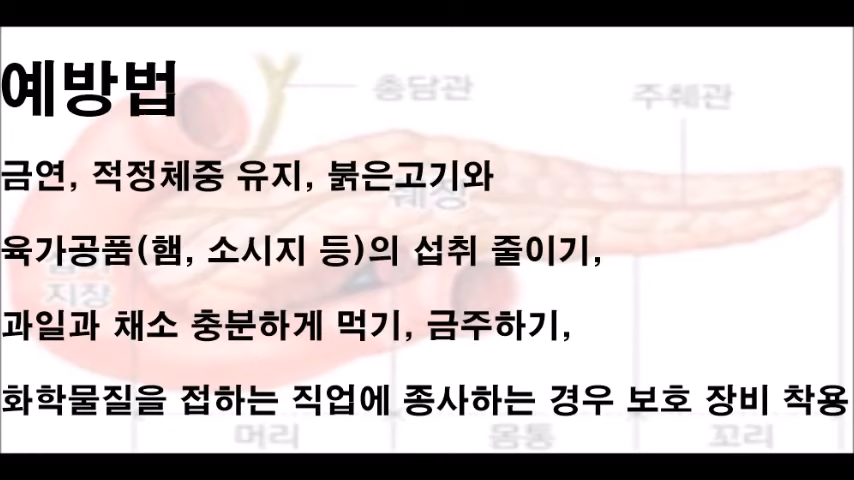 예방법
총담관
주췌관
금연, 적정체중 유지, 붉은고기와
췌장
육가공품(햄, 소시지 등)의 섭취 줄이기,
지장
과일과 채소 충분하게 먹기, 금주하기,
화학물질을 접하는 직업에 종사하는 경우 보호 장비 착용
머리
몸통
꼬리